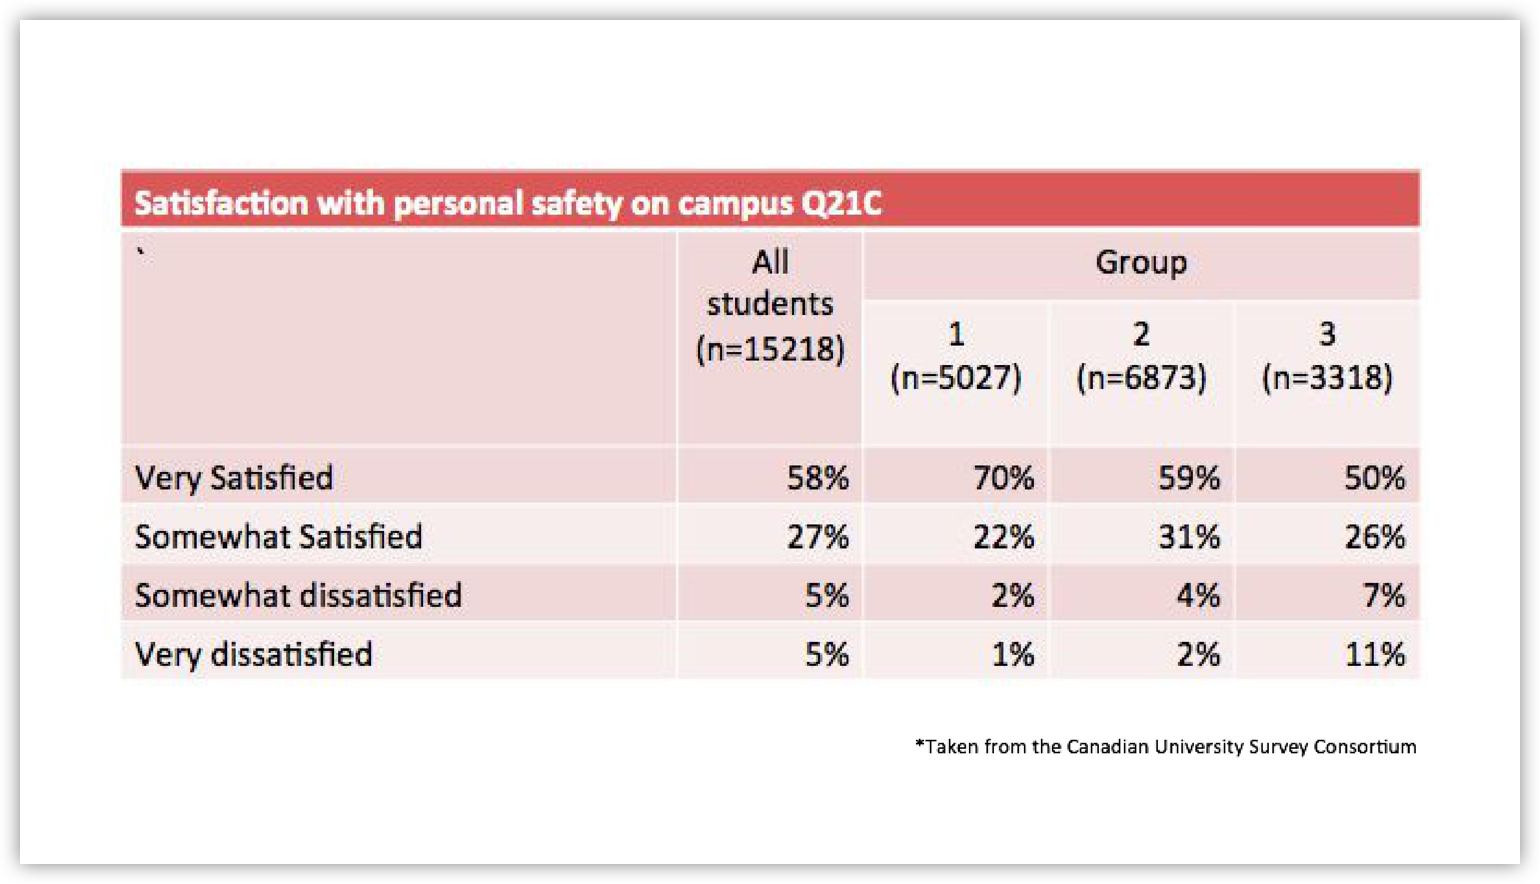 Satisfaction with personal safety on campus Q21C
`
All
students
(n=15218)
Group
1
(n=5027)
2
(n=6873)
3
(n=3318)
Very Satisfied 58% 70% 59% 50%
Somewhat Satisfied 27% 22% 31% 26%
Somewhat dissatisfied 5% 2% 4% 7%
Very dissatisfied 5% 1% 2% 11%
*Taken from the Canadian University Survey Consortium